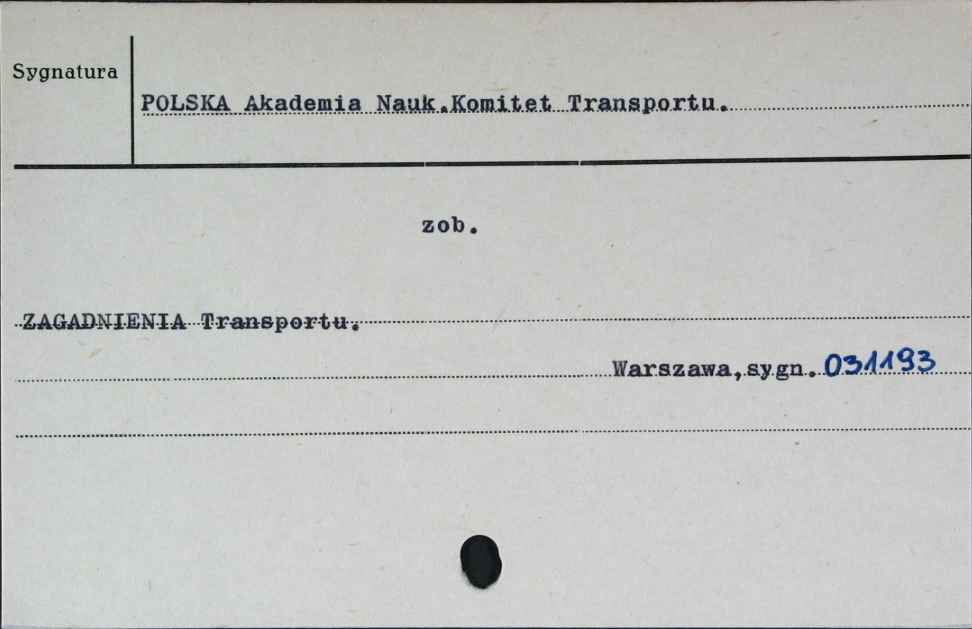 Sygnatura
POLSKA Akademia Nauk.Komitet Transportu.
zob.
ZAGADNIENIA Transportu.
Warszawa,sygn. 031193